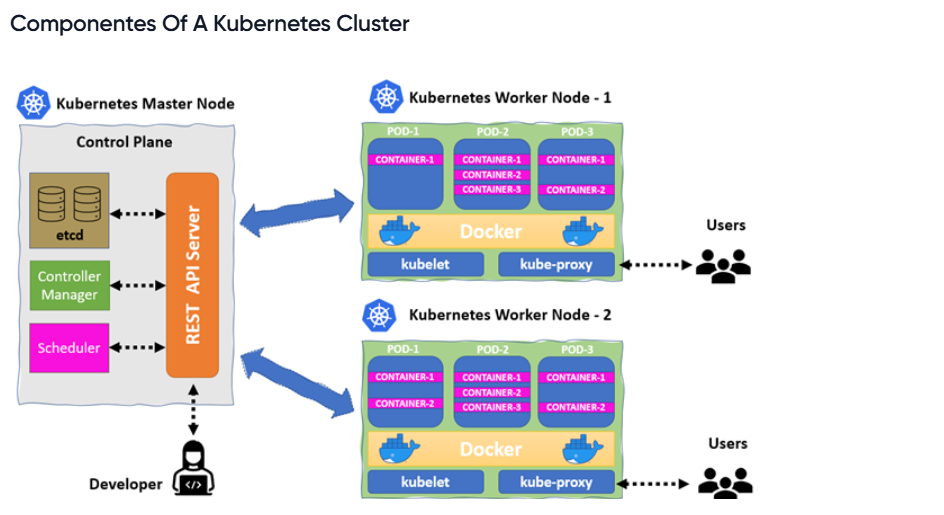 Componentes Of A Kubernetes Cluster
Kubernetes Master Node
Control Plane
etcd
Controller
Manager
Scheduler
REST API Server
Developer
Kubernetes Worker Node - 1
POD-1
CONTAINER-1
POD-2
CONTAINER-1
CONTAINER-2
CONTAINER-3
POD-3
CONTAINER-1
CONTAINER-2
Docker
kubelet
kube-proxy
Users
Kubernetes Worker Node - 2
POD-1
CONTAINER-1
CONTAINER-2
POD-2
CONTAINER-1
CONTAINER-2
CONTAINER-3
POD-3
CONTAINER-1
CONTAINER-2
Docker
kubelet
kube-proxy
Users